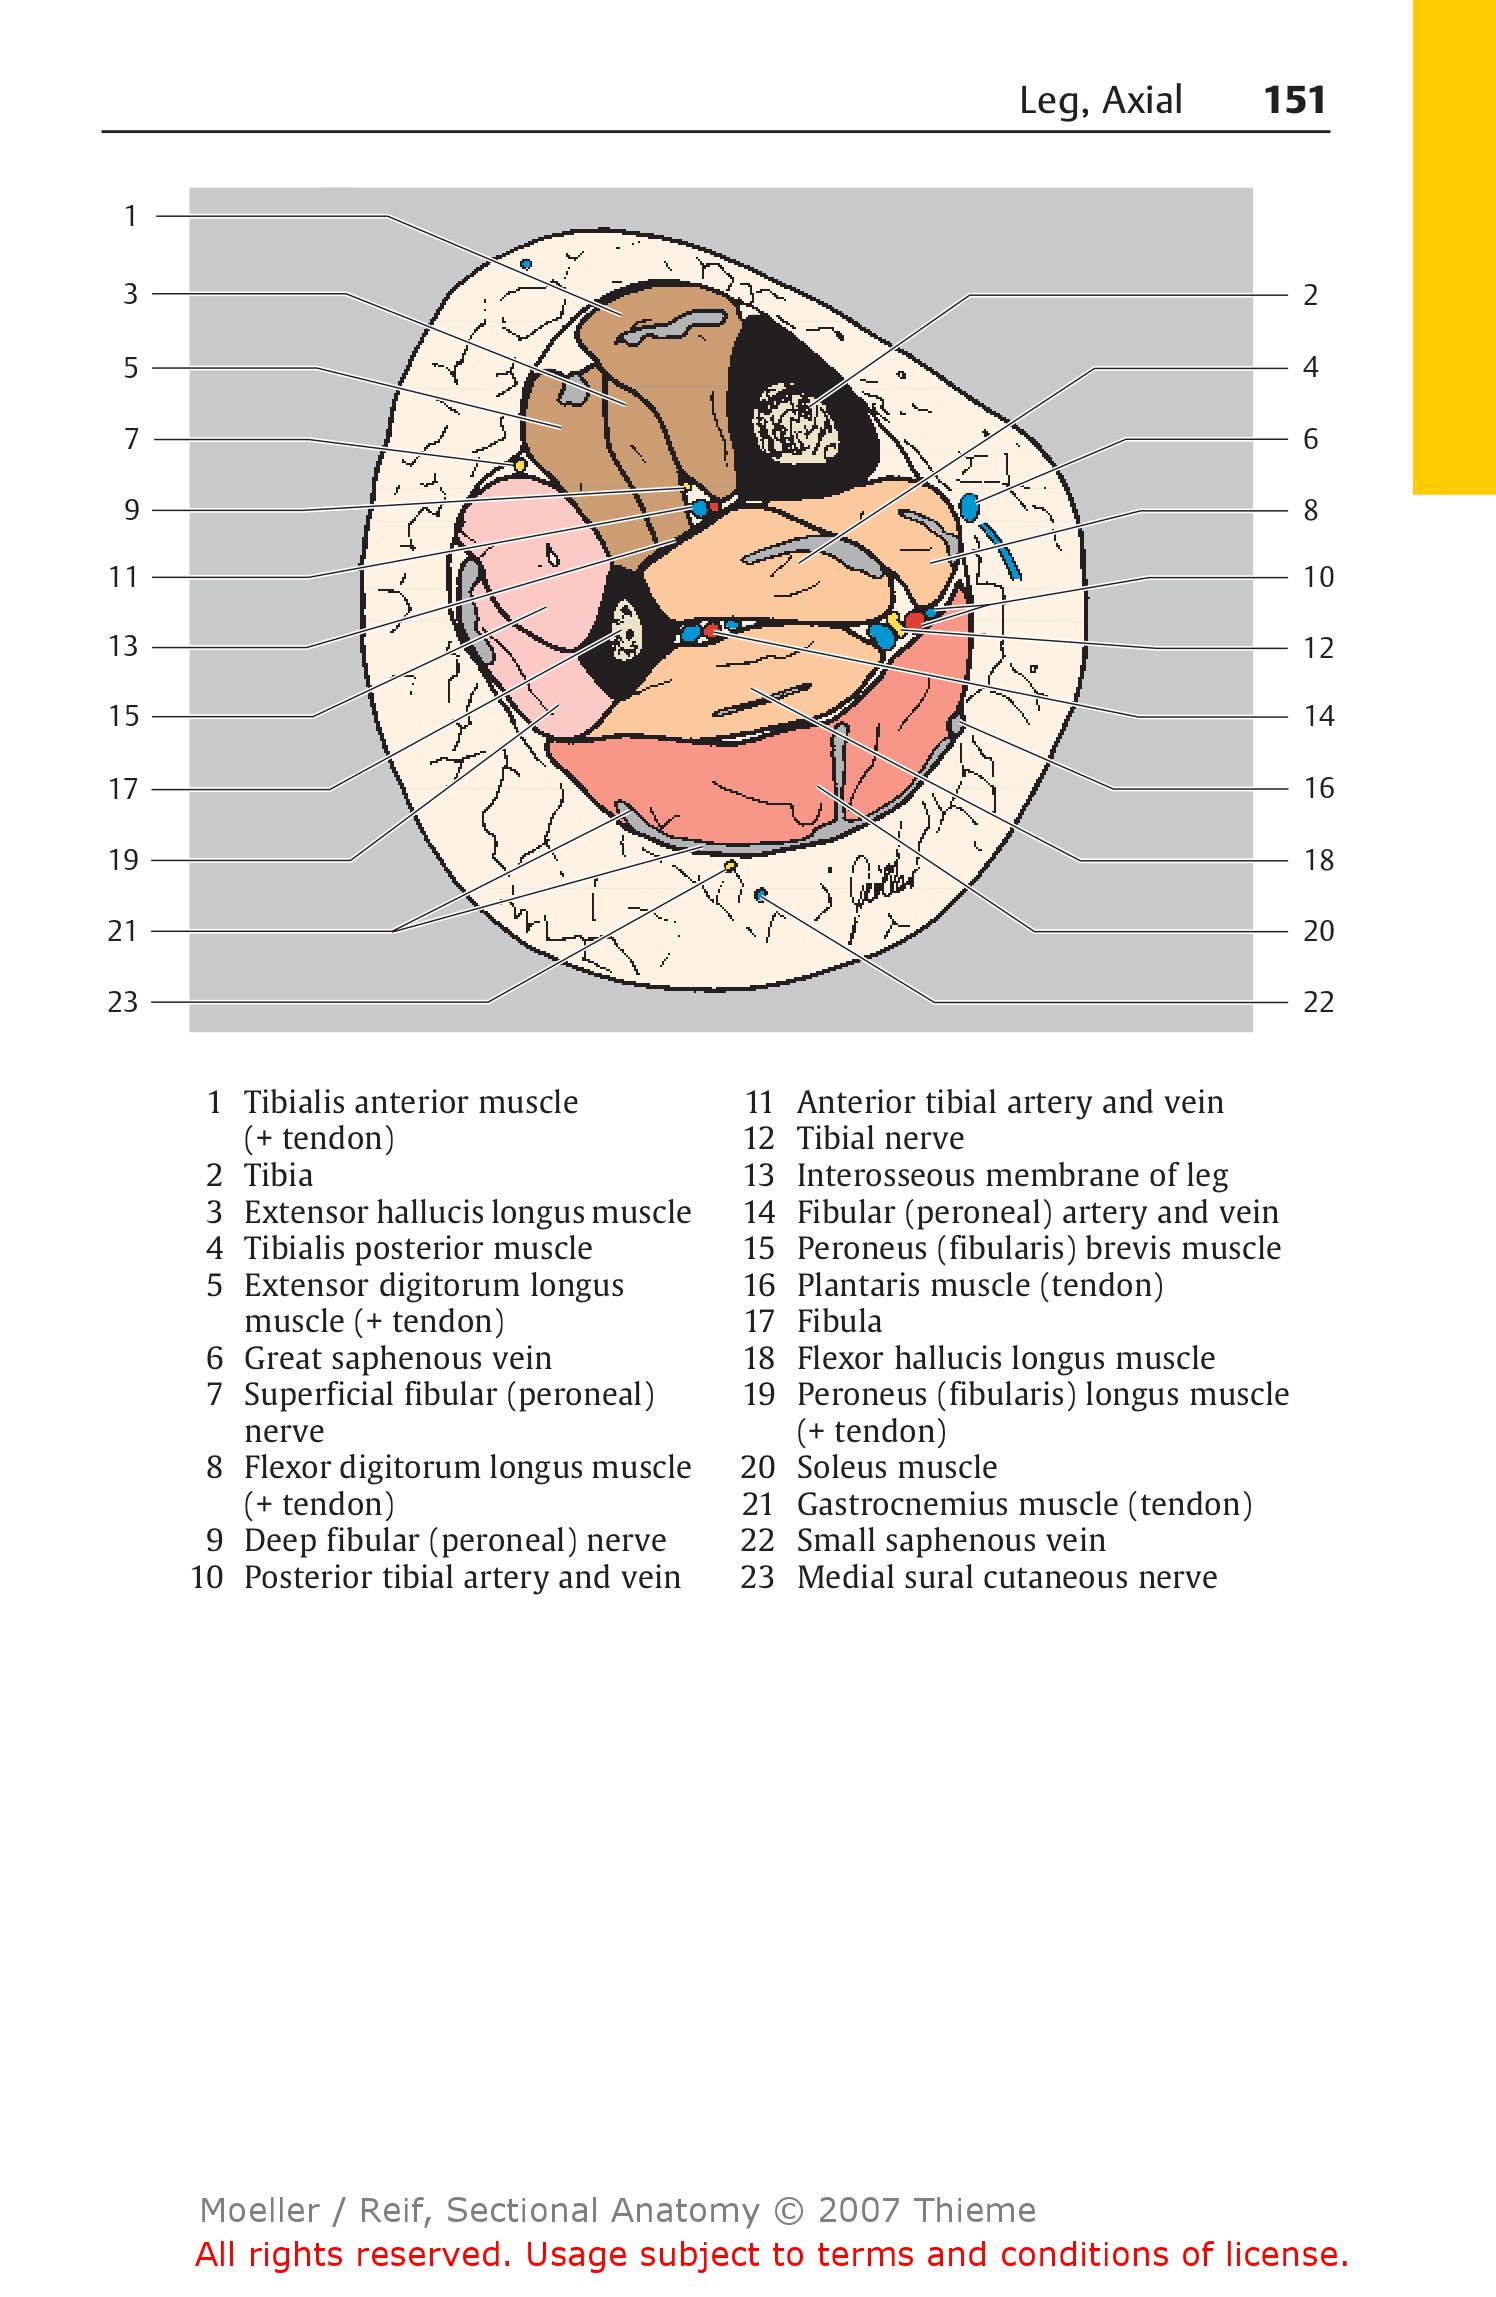 Leg, Axial 151
1
3
5
7
9
11
13
15
17
19
21
23
2
4
6
8
10
12
14
16
18
20
22
1 Tibialis anterior muscle
(+ tendon)
2 Tibia
3 Extensor hallucis longus muscle
4 Tibialis posterior muscle
5 Extensor digitorum longus
muscle (+ tendon)
6 Great saphenous vein
7 Superficial fibular (peroneal)
nerve
8 Flexor digitorum longus muscle
(+ tendon)
9 Deep fibular (peroneal) nerve
10 Posterior tibial artery and vein
11 Anterior tibial artery and vein
12 Tibial nerve
13 Interosseous membrane of leg
14 Fibular (peroneal) artery and vein
15 Peroneus (fibularis) brevis muscle
16 Plantaris muscle (tendon)
17 Fibula
18 Flexor hallucis longus muscle
19 Peroneus (fibularis) longus muscle
(+ tendon)
20 Soleus muscle
21 Gastrocnemius muscle (tendon)
22 Small saphenous vein
23 Medial sural cutaneous nerve
Moeller / Reif, Sectional Anatomy © 2007 Thieme
All rights reserved. Usage subject to terms and conditions of license.